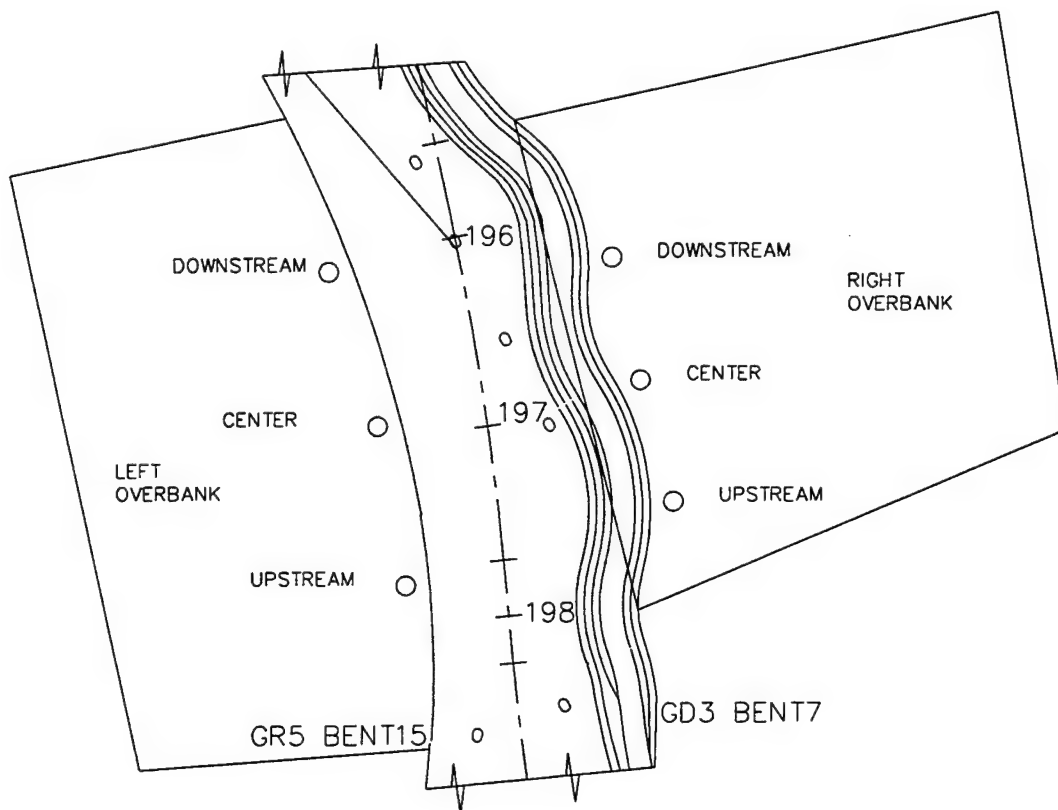 196
DOWNSTREAM
DOWNSTREAM
RIGHT
OVERBANK
CENTER
197
CENTER
LEFT
OVERBANK
UPSTREAM
UPSTREAM
198
GD3 BENT7
GR5 BENT15